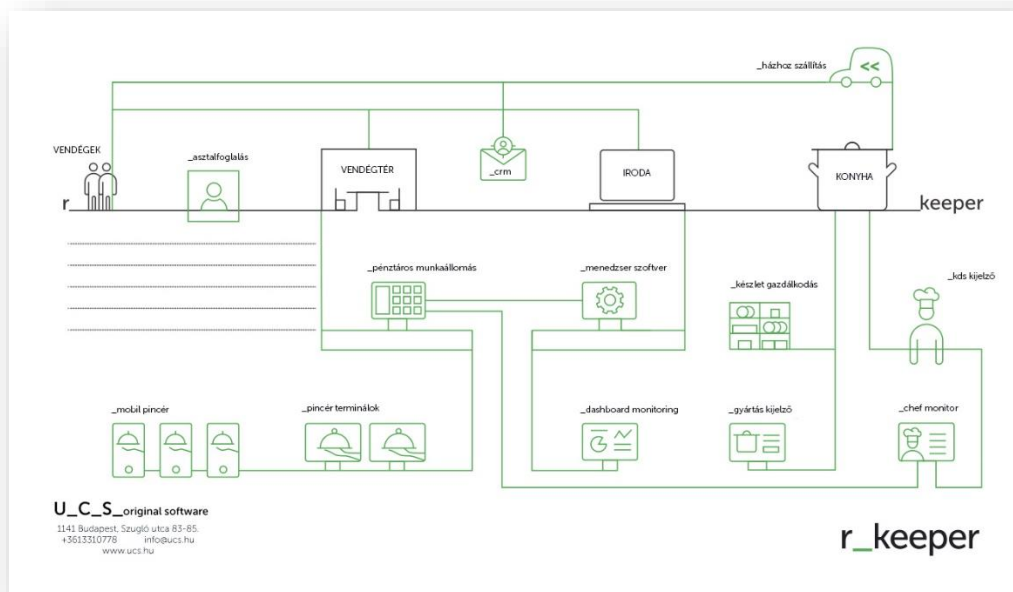 _házhoz szállítás
VENDÉGEK
_asztalfoglalás
VENDÉGTÉR
_crm
IRODA
KONYHA
r_
_keeper
_pénztáros munkaállomás
_menedzser szoftver
_készlet gazdálkodás
_kds kijelző
_mobil pincér
_pincér terminálok
_dashboard monitoring
_gyártás kijelző
_chef monitor
U_C_S_original software
1141 Budapest, Szugló utca 83-85.
+3613310778 info@ucs.hu
www.ucs.hu
r_keeper